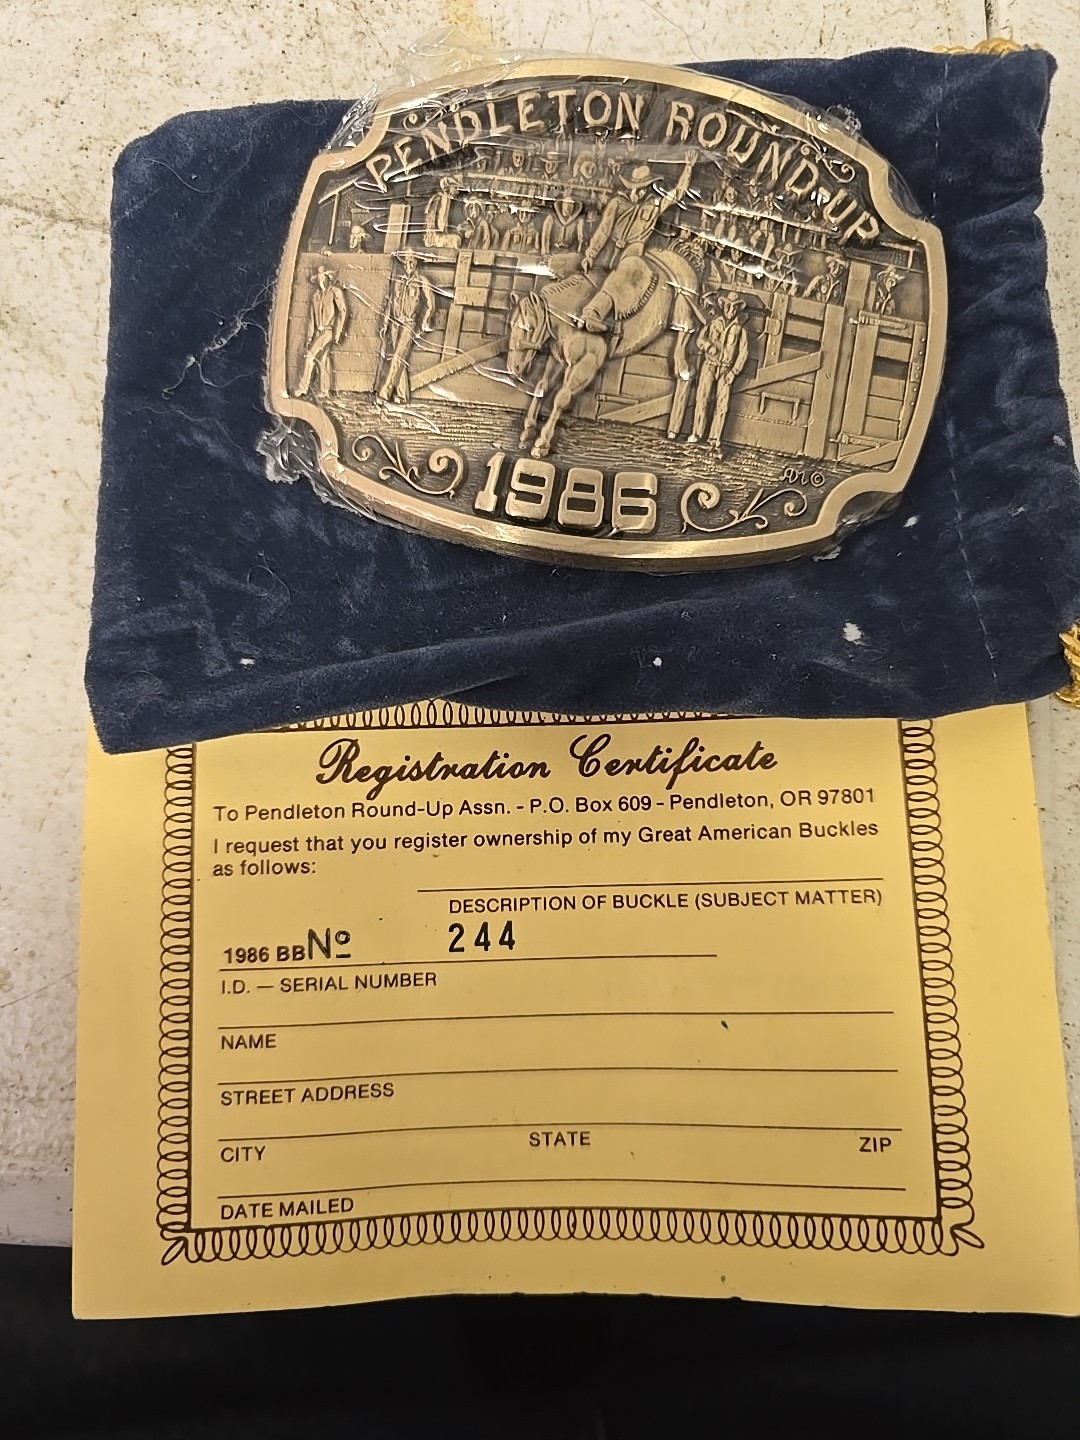 PENDLETON ROUND-UP
1986
Registration Certificate
To Pendleton Round-Up Assn. - P.O. Box 609 - Pendleton, OR 97801
I request that you register ownership of my Great American Buckles
as follows:
DESCRIPTION OF BUCKLE (SUBJECT MATTER)
1986 BB No 244
I.D. — SERIAL NUMBER
NAME
STREET ADDRESS
CITY STATE ZIP
DATE MAILED